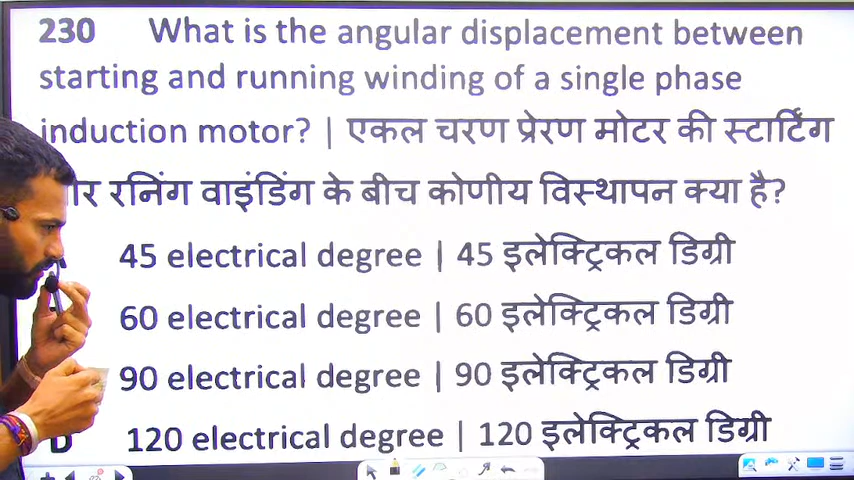 230 What is the angular displacement between
starting and running winding of a single phase
induction motor? | एकल चरण प्रेरण मोटर की स्टार्टिंग
रनिंग वाइंडिंग के बीच कोणीय विस्थापन क्या है?
45 electrical degree | 45 इलेक्ट्रिकल डिग्री
60 electrical degree | 60 इलेक्ट्रिकल डिग्री
90 electrical degree | 90 इलेक्ट्रिकल डिग्री
D 120 electrical degree | 120 इलेक्ट्रिकल डिग्री